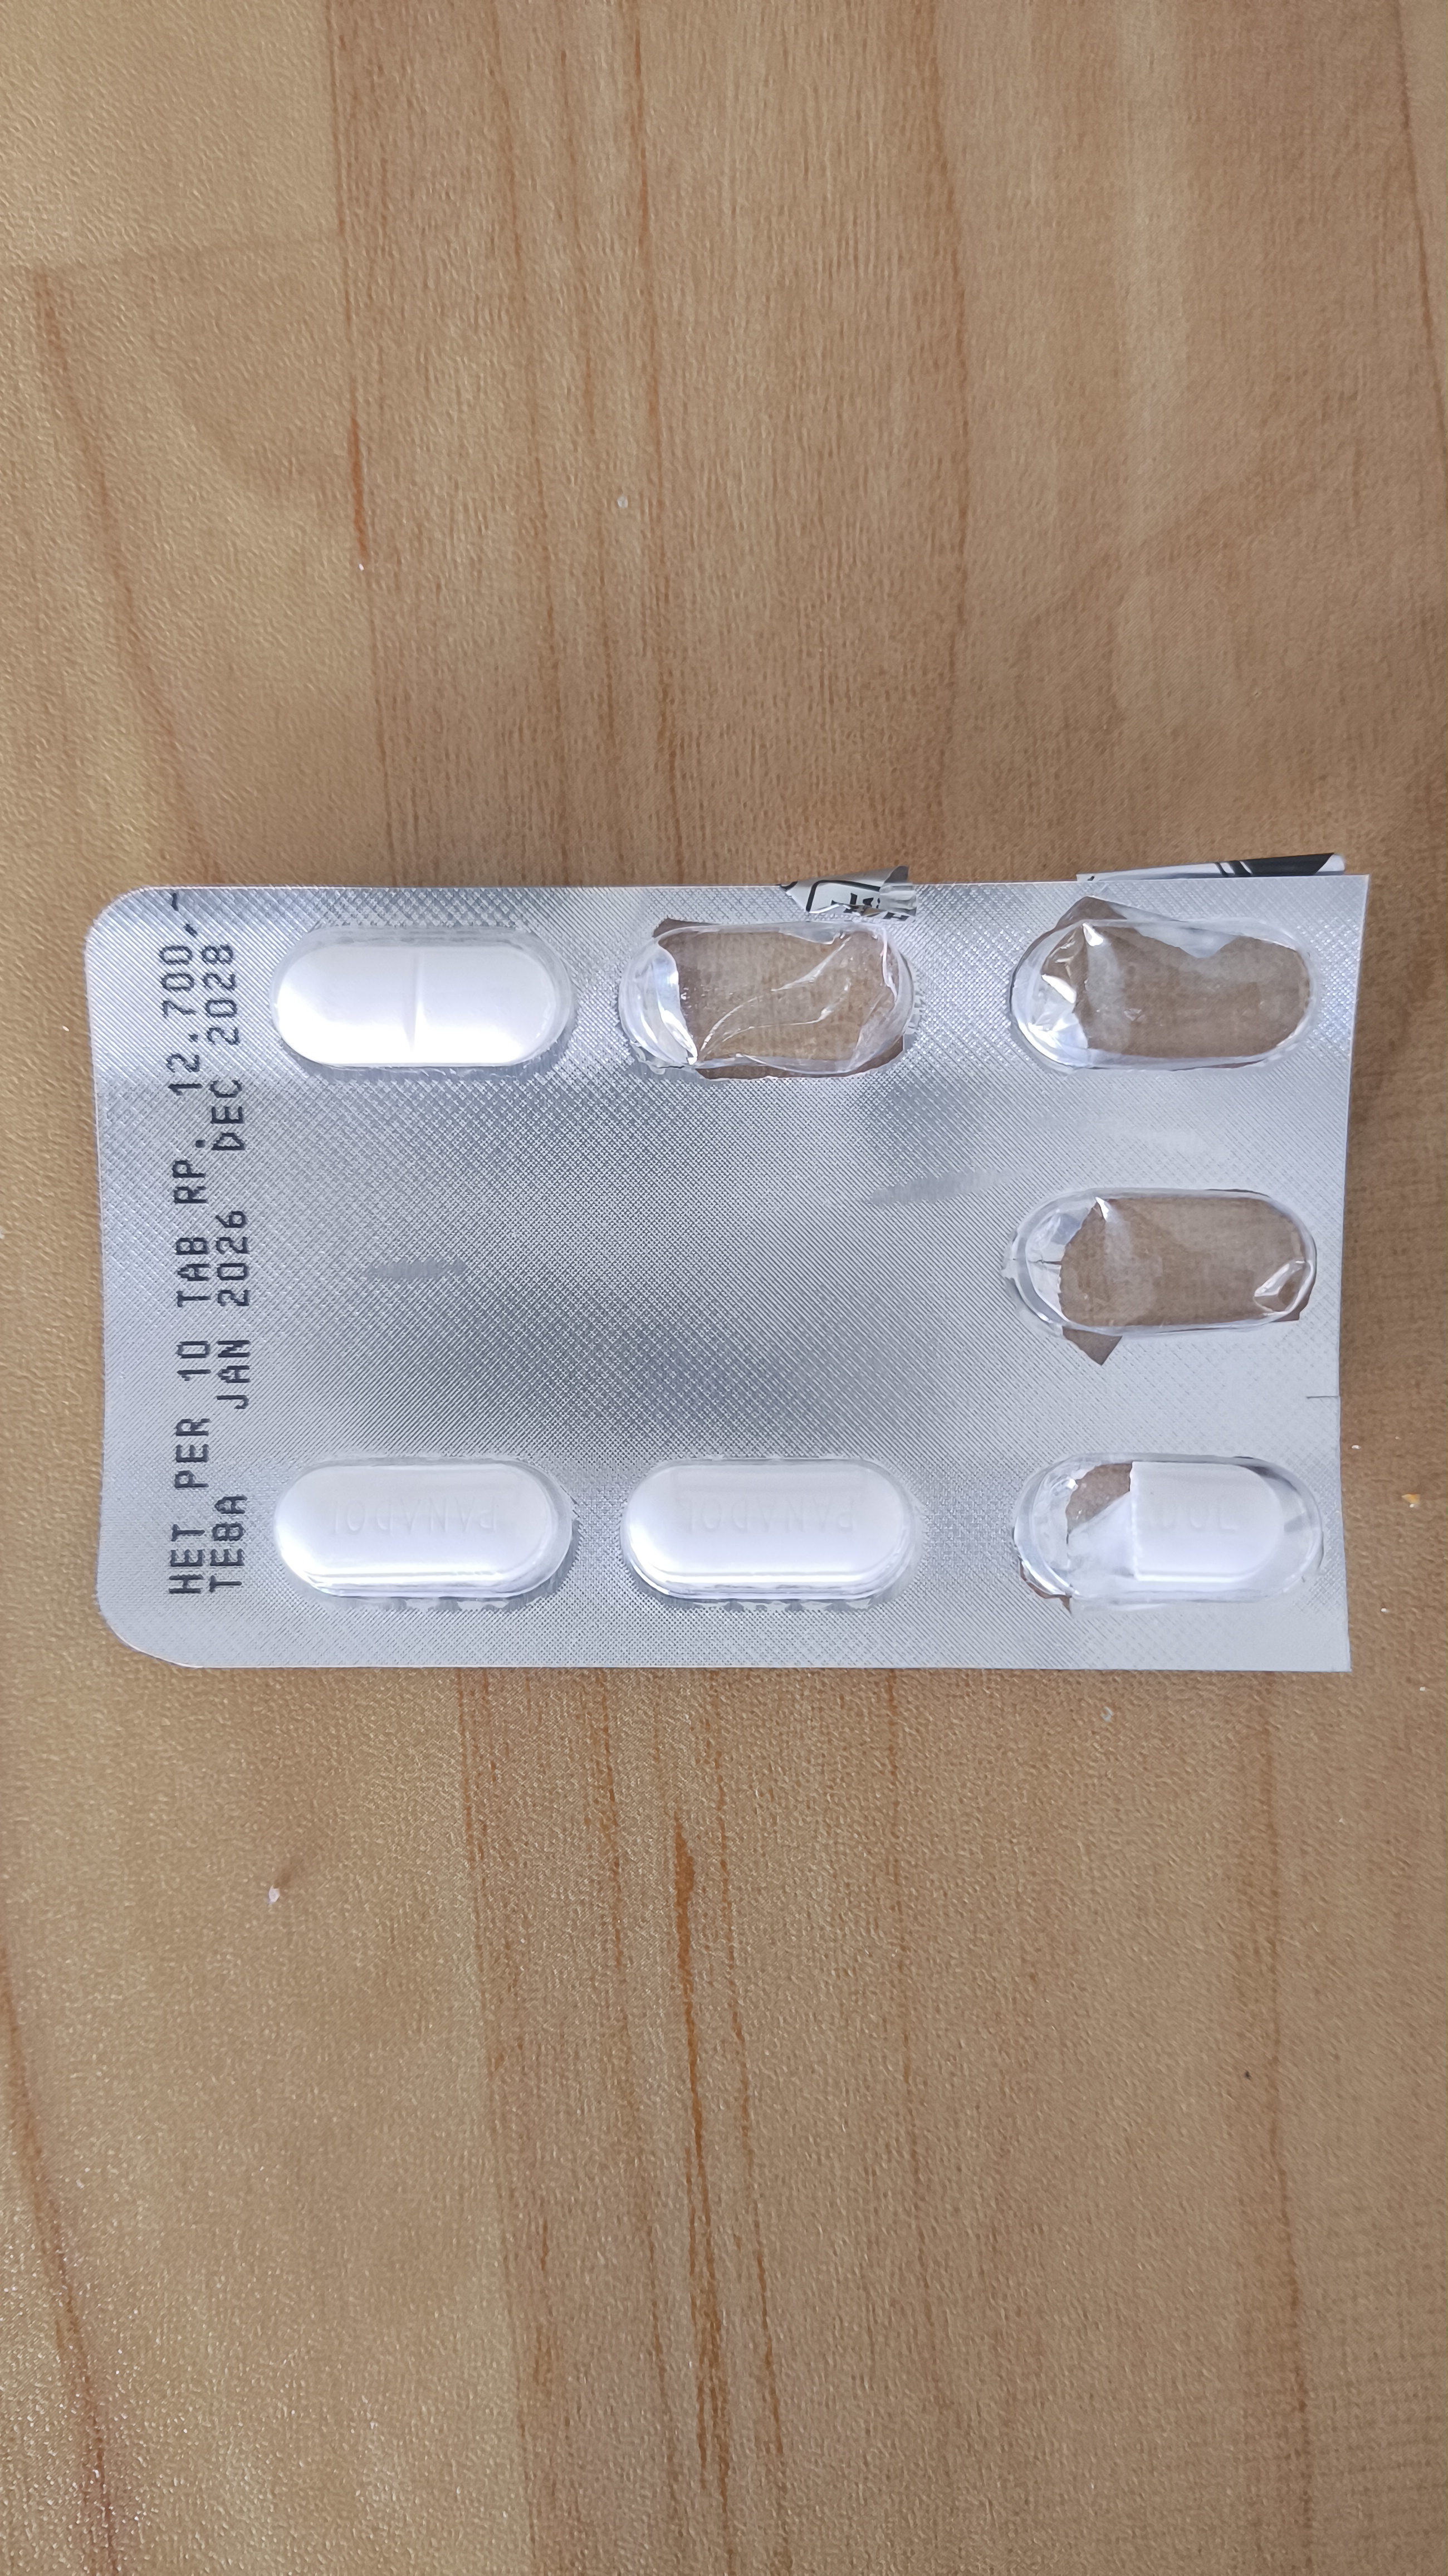 HET PER 10 TAB RP. 12.700,-
TEBA JAN 2026 DEC 2028
PANADOL
PANADOL